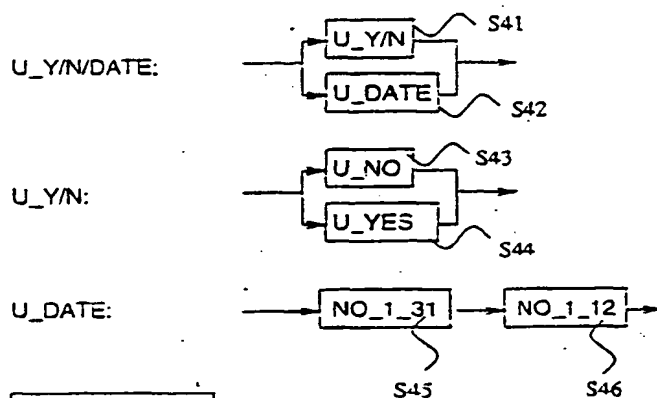 U_Y/N S41
U_Y/N/DATE:
U_DATE
S42
U_NO S43
U_Y/N:
U_YES
S44
U_DATE: NO_1_31 NO_1_12
S45 S46